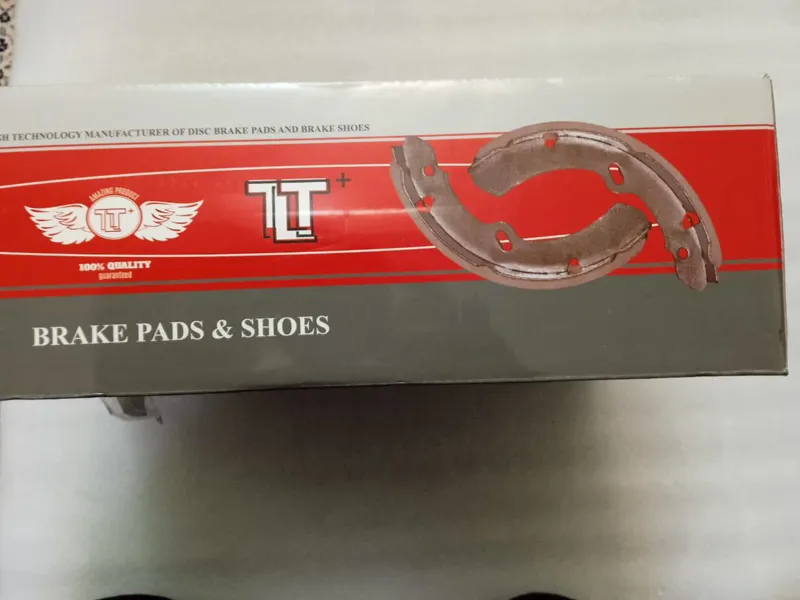 TECHNOLOGY MANUFACTURER OF DISC BRAKE PADS AND BRAKE SHOES
AMAZING PRODUCT
TLT+
100% QUALITY
guaranteed
TLT+
BRAKE PADS & SHOES